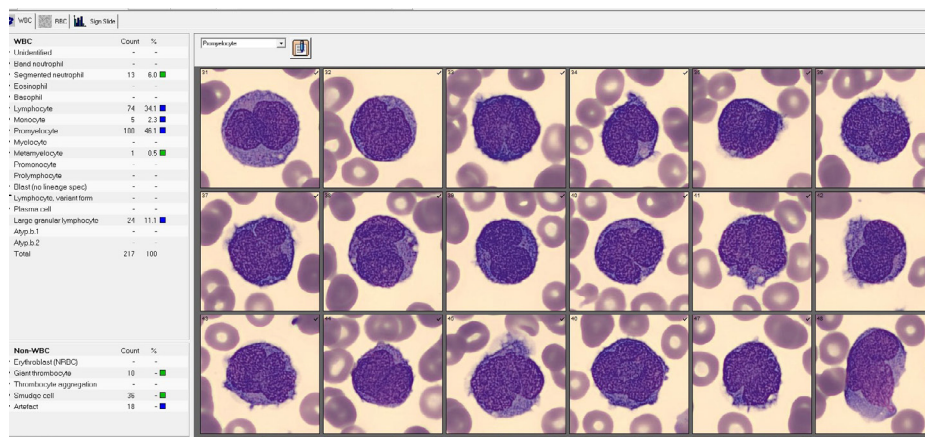 WBC RBC Sign Slide
WBC Count %
Unidentified - -
Band neutrophil - -
Segmented neutrophil 13 6.0
Eosinophil - -
Basophil - -
Lymphocyte 74 34.1
Monocyte 5 2.3
Promyelocyte 100 46.1
Myelocyte - -
Metamyelocyte 1 0.5
Promonocyte - -
Prolymphocyte - -
Blast (no lineage spec) - -
Lymphocyte, variant form - -
Plasma cell - -
Large granular lymphocyte 24 11.1
Atyp.b.1 - -
Atyp.b.2 - -
Total 217 100
Non-WBC Count %
Erythroblast (NRBC) - -
Giant thrombocyte 10 -
Thrombocyte aggregation - -
Smudge cell 36 -
Artefact 18 -
Promyelocyte
31 32 33 34 35 36
37 38 39 40 41 42
43 44 45 46 47 48